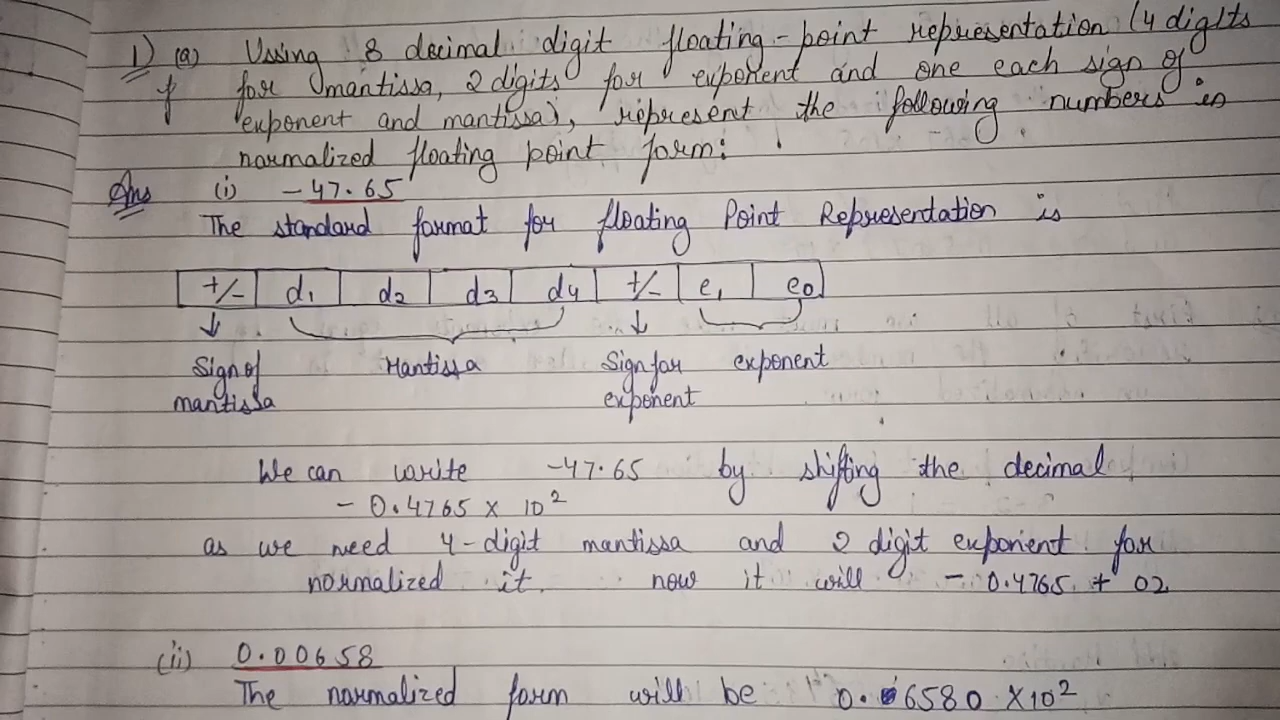 1) (a) Using 8 decimal digit floating-point representation (4 digits
for mantissa, 2 digits for exponent and one each sign of
exponent and mantissa), represent the following numbers in
normalized floating point form:
Ans (i) -47.65
The standard format for floating Point Representation is
+/- d1 d2 d3 d4 +/- e1 e0
Sign of Mantissa Sign for exponent
mantissa exponent
We can write -47.65 by shifting the decimal
- 0.4765 × 10²
as we need 4-digit mantissa and 2 digit exponent for
normalized it. now it will - 0.4765 + 02
(ii) 0.00658
The normalized form will be 0.6580 × 10²